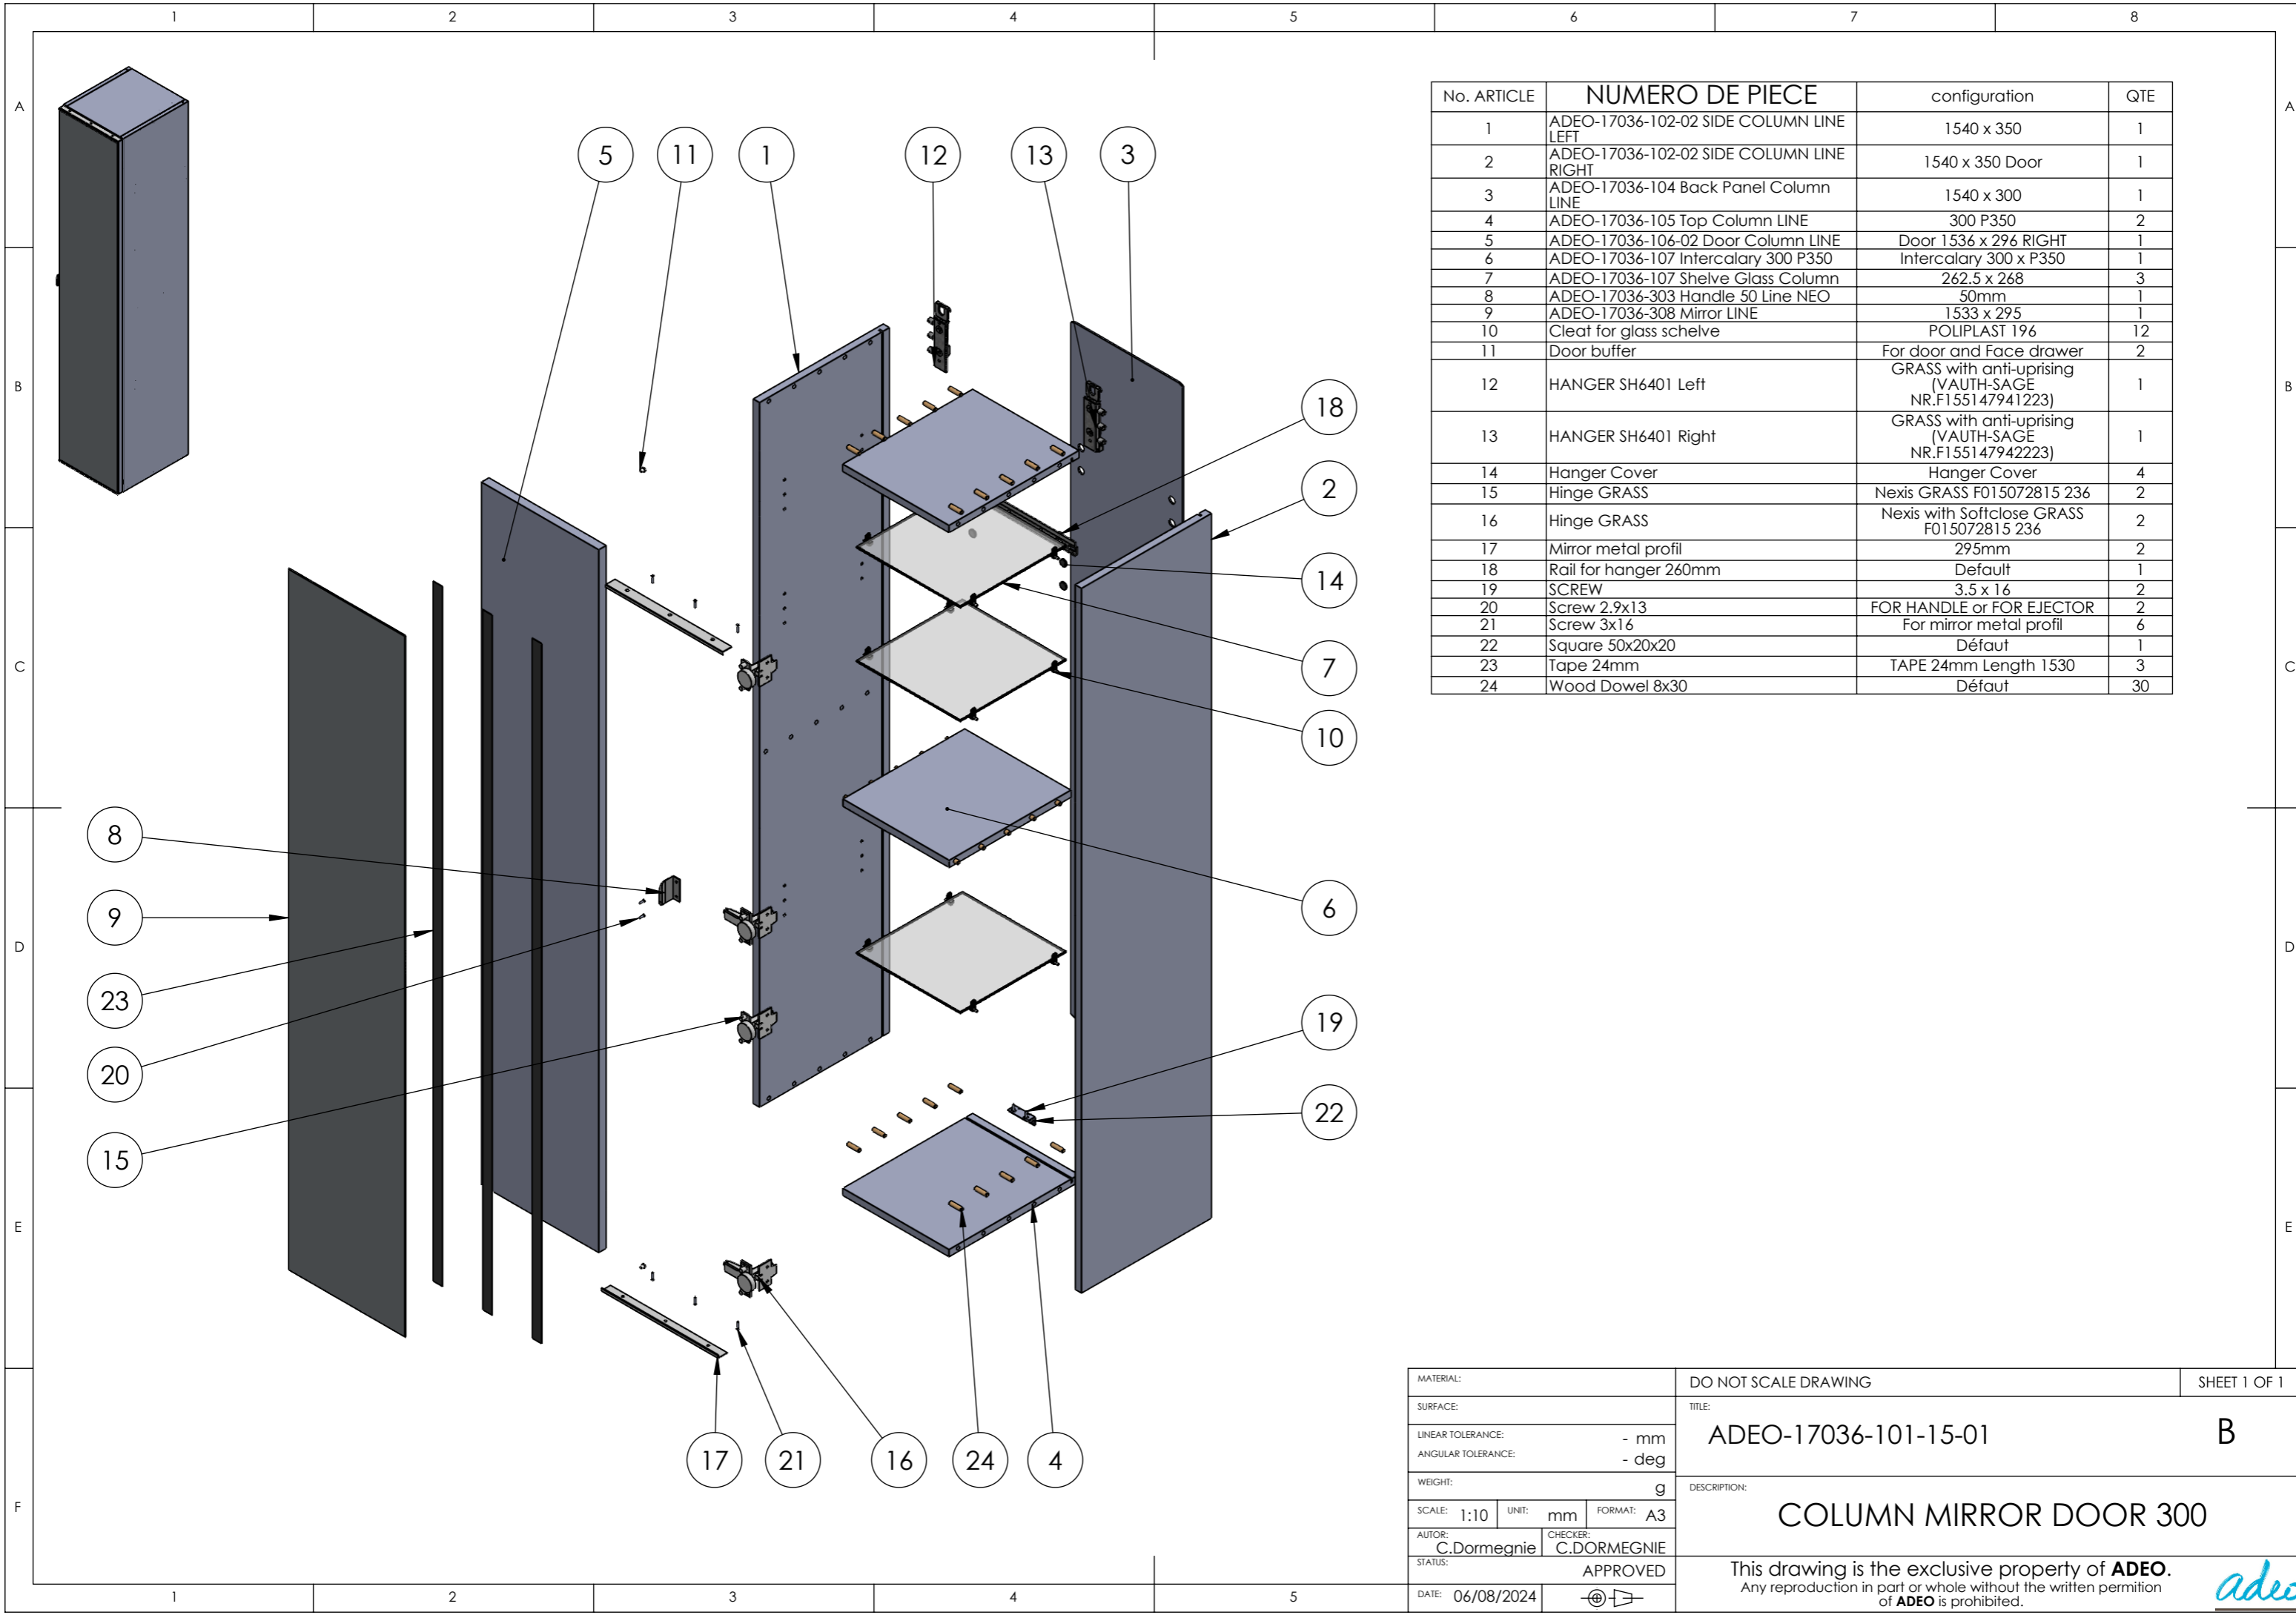 1 2 3 4 5 6 7 8
A
B
C
D
E
F
A
B
C
D
E
5 11 1 12 13 3
18
2
14
7
10
6
19
22
8
9
23
20
15
17 21 16 24 4
No. ARTICLE NUMERO DE PIECE configuration QTE
1 ADEO-17036-102-02 SIDE COLUMN LINE LEFT 1540 x 350 1
2 ADEO-17036-102-02 SIDE COLUMN LINE RIGHT 1540 x 350 Door 1
3 ADEO-17036-104 Back Panel Column LINE 1540 x 300 1
4 ADEO-17036-105 Top Column LINE 300 P350 2
5 ADEO-17036-106-02 Door Column LINE Door 1536 x 296 RIGHT 1
6 ADEO-17036-107 Intercalary 300 P350 Intercalary 300 x P350 1
7 ADEO-17036-107 Shelve Glass Column 262.5 x 268 3
8 ADEO-17036-303 Handle 50 Line NEO 50mm 1
9 ADEO-17036-308 Mirror LINE 1533 x 295 1
10 Cleat for glass schelve POLIPLAST 196 12
11 Door buffer For door and Face drawer 2
12 HANGER SH6401 Left GRASS with anti-uprising (VAUTH-SAGE NR.F155147941223) 1
13 HANGER SH6401 Right GRASS with anti-uprising (VAUTH-SAGE NR.F155147942223) 1
14 Hanger Cover Hanger Cover 4
15 Hinge GRASS Nexis GRASS F015072815 236 2
16 Hinge GRASS Nexis with Softclose GRASS F015072815 236 2
17 Mirror metal profil 295mm 2
18 Rail for hanger 260mm Default 1
19 SCREW 3.5 x 16 2
20 Screw 2.9x13 FOR HANDLE or FOR EJECTOR 2
21 Screw 3x16 For mirror metal profil 6
22 Square 50x20x20 Défaut 1
23 Tape 24mm TAPE 24mm Length 1530 3
24 Wood Dowel 8x30 Défaut 30
MATERIAL:
SURFACE:
LINEAR TOLERANCE: - mm
ANGULAR TOLERANCE: - deg
WEIGHT: g
SCALE: 1:10 UNIT: mm FORMAT: A3
AUTOR: C.Dormegnie CHECKER: C.DORMEGNIE
STATUS: APPROVED
DATE: 06/08/2024
DO NOT SCALE DRAWING SHEET 1 OF 1
TITLE:
ADEO-17036-101-15-01 B
DESCRIPTION:
COLUMN MIRROR DOOR 300
This drawing is the exclusive property of ADEO.
Any reproduction in part or whole without the written permition
of ADEO is prohibited.
adeo
1 2 3 4 5